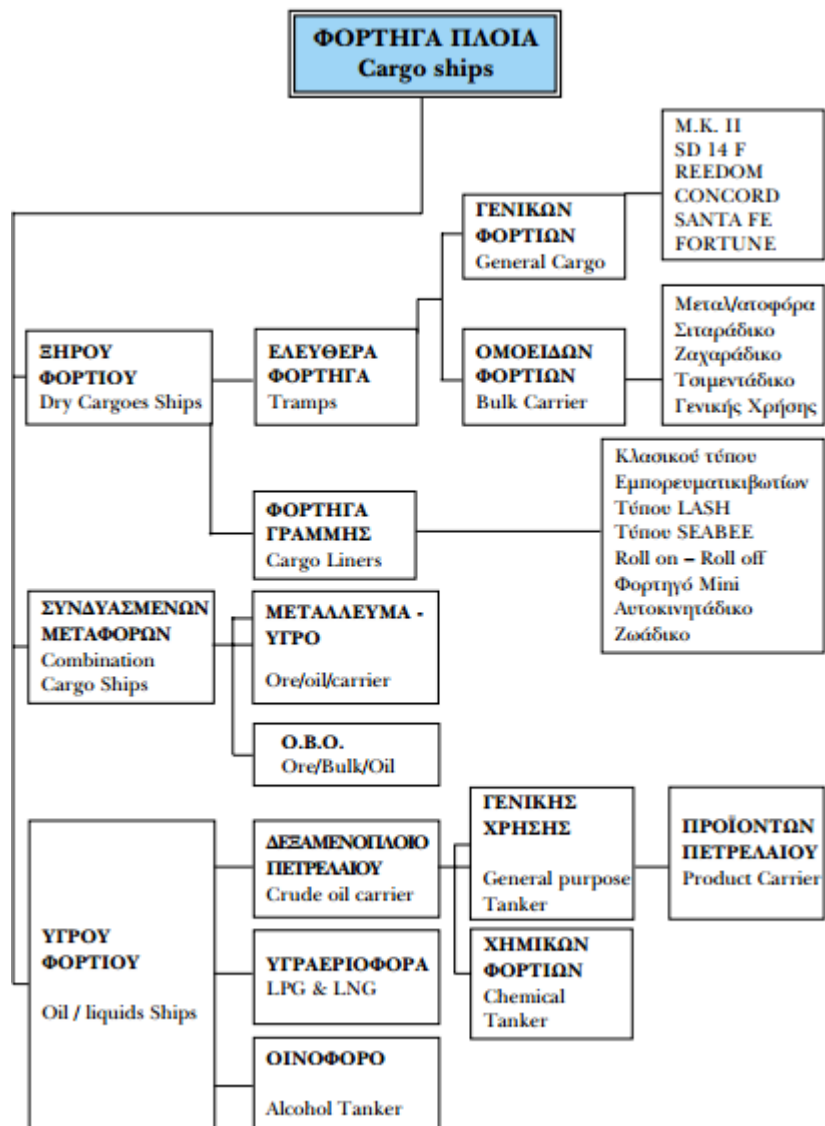 ΦΟΡΤΗΓΑ ΠΛΟΙΑ
Cargo ships
M.K. II
SD 14 F
REEDOM
CONCORD
SANTA FE
FORTUNE
ΓΕΝΙΚΩΝ
ΦΟΡΤΙΩΝ
General Cargo
Μεταλ/ατοφόρα
Σιταράδικο
Ζαχαράδικο
Τσιμεντάδικο
Γενικής Χρήσης
ΞΗΡΟΥ
ΦΟΡΤΙΟΥ
Dry Cargoes Ships
ΕΛΕΥΘΕΡΑ
ΦΟΡΤΗΓΑ
Tramps
ΟΜΟΕΙΔΩΝ
ΦΟΡΤΙΩΝ
Bulk Carrier
Κλασικού τύπου
Εμπορευματικιβωτίων
Τύπου LASH
Τύπου SEABEE
Roll on – Roll off
Φορτηγό Mini
Αυτοκινητάδικο
Ζωάδικο
ΦΟΡΤΗΓΑ
ΓΡΑΜΜΗΣ
Cargo Liners
ΣΥΝΔΥΑΣΜΕΝΩΝ
ΜΕΤΑΦΟΡΩΝ
Combination
Cargo Ships
ΜΕΤΑΛΛΕΥΜΑ -
ΥΓΡΟ
Ore/oil/carrier
Ο.Β.Ο.
Ore/Bulk/Oil
ΥΓΡΟΥ
ΦΟΡΤΙΟΥ
Oil / liquids Ships
ΔΕΞΑΜΕΝΟΠΛΟΙΟ
ΠΕΤΡΕΛΑΙΟΥ
Crude oil carrier
ΓΕΝΙΚΗΣ
ΧΡΗΣΗΣ
General purpose
Tanker
ΠΡΟΪΟΝΤΩΝ
ΠΕΤΡΕΛΑΙΟΥ
Product Carrier
ΥΓΡΑΕΡΙΟΦΟΡΑ
LPG & LNG
ΧΗΜΙΚΩΝ
ΦΟΡΤΙΩΝ
Chemical
Tanker
ΟΙΝΟΦΟΡΟ
Alcohol Tanker